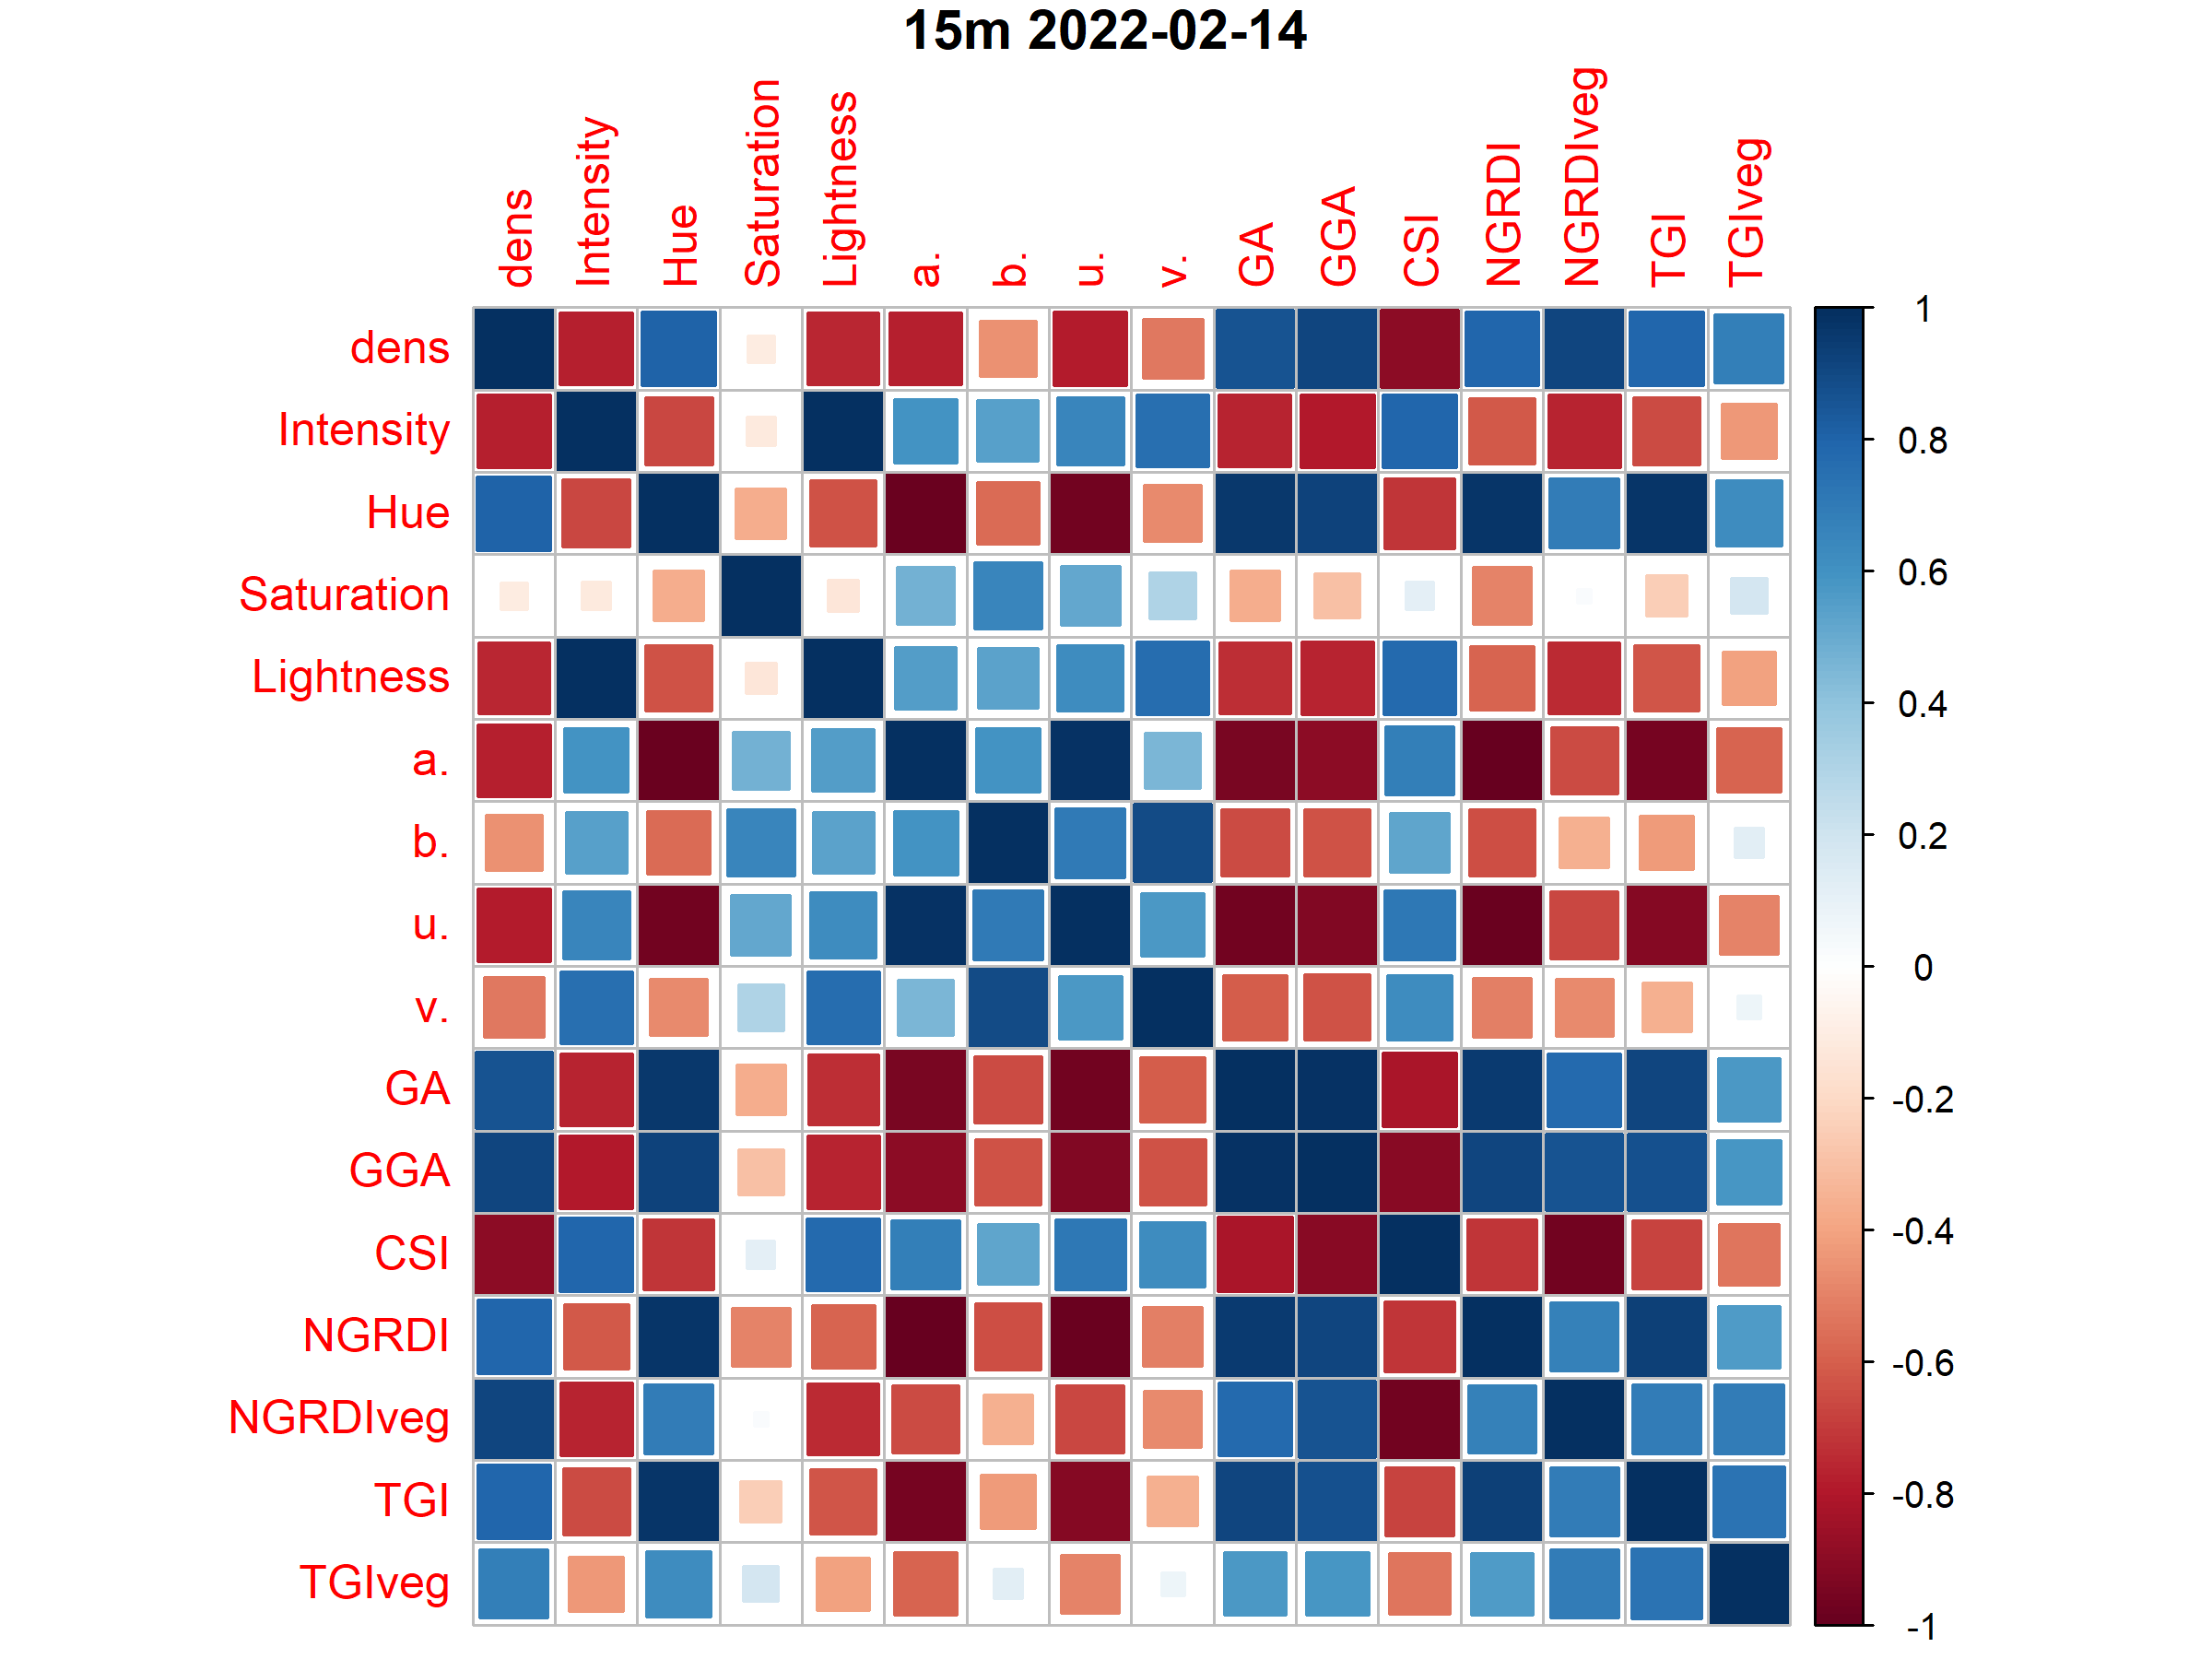 15m 2022-02-14
dens Intensity Hue Saturation Lightness a. b. u. v. GA GGA CSI NGRDI NGRDIveg TGI TGIveg
dens
Intensity
Hue
Saturation
Lightness
a.
b.
u.
v.
GA
GGA
CSI
NGRDI
NGRDIveg
TGI
TGIveg
1
0.8
0.6
0.4
0.2
0
-0.2
-0.4
-0.6
-0.8
-1